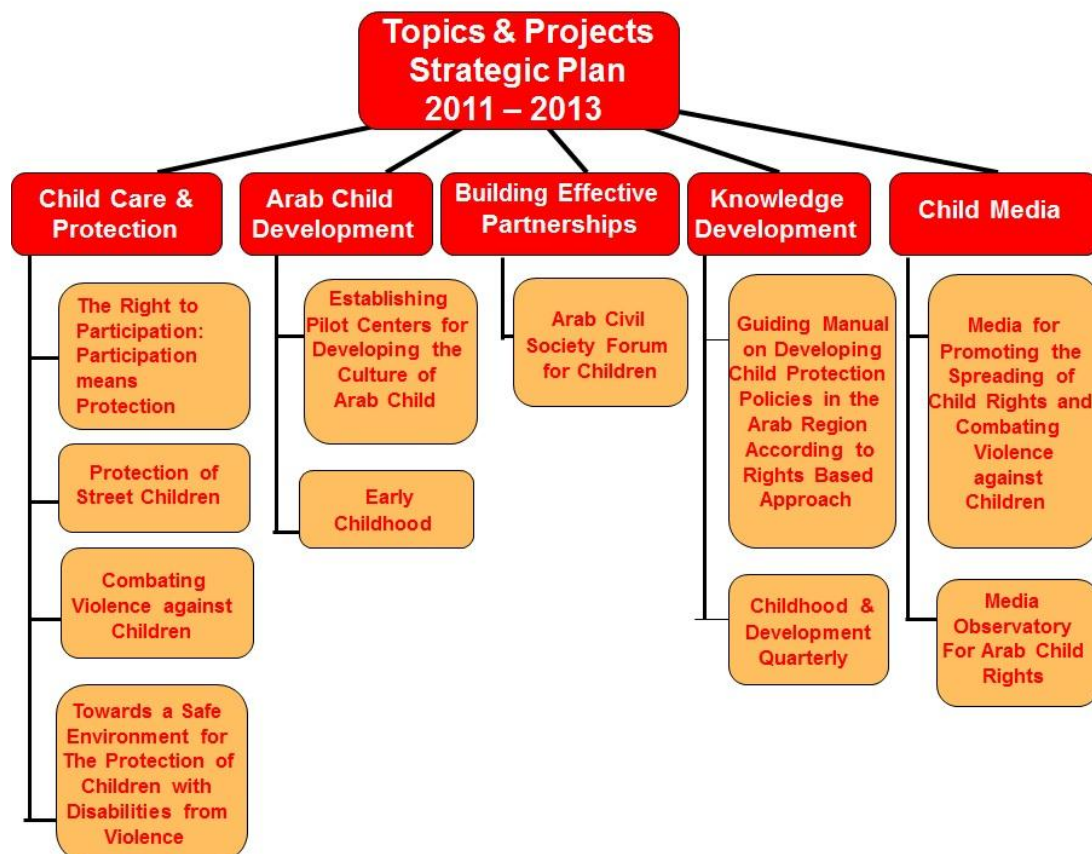 Topics & Projects
Strategic Plan
2011 – 2013
Child Care &
Protection
Arab Child
Development
Building Effective
Partnerships
Knowledge
Development
Child Media
The Right to
Participation:
Participation
means
Protection
Protection of
Street Children
Combating
Violence against
Children
Towards a Safe
Environment for
The Protection of
Children with
Disabilities from
Violence
Establishing
Pilot Centers for
Developing the
Culture of
Arab Child
Early
Childhood
Arab Civil
Society Forum
for Children
Guiding Manual
on Developing
Child Protection
Policies in the
Arab Region
According to
Rights Based
Approach
Childhood &
Development
Quarterly
Media for
Promoting the
Spreading of
Child Rights and
Combating
Violence
against
Children
Media
Observatory
For Arab Child
Rights